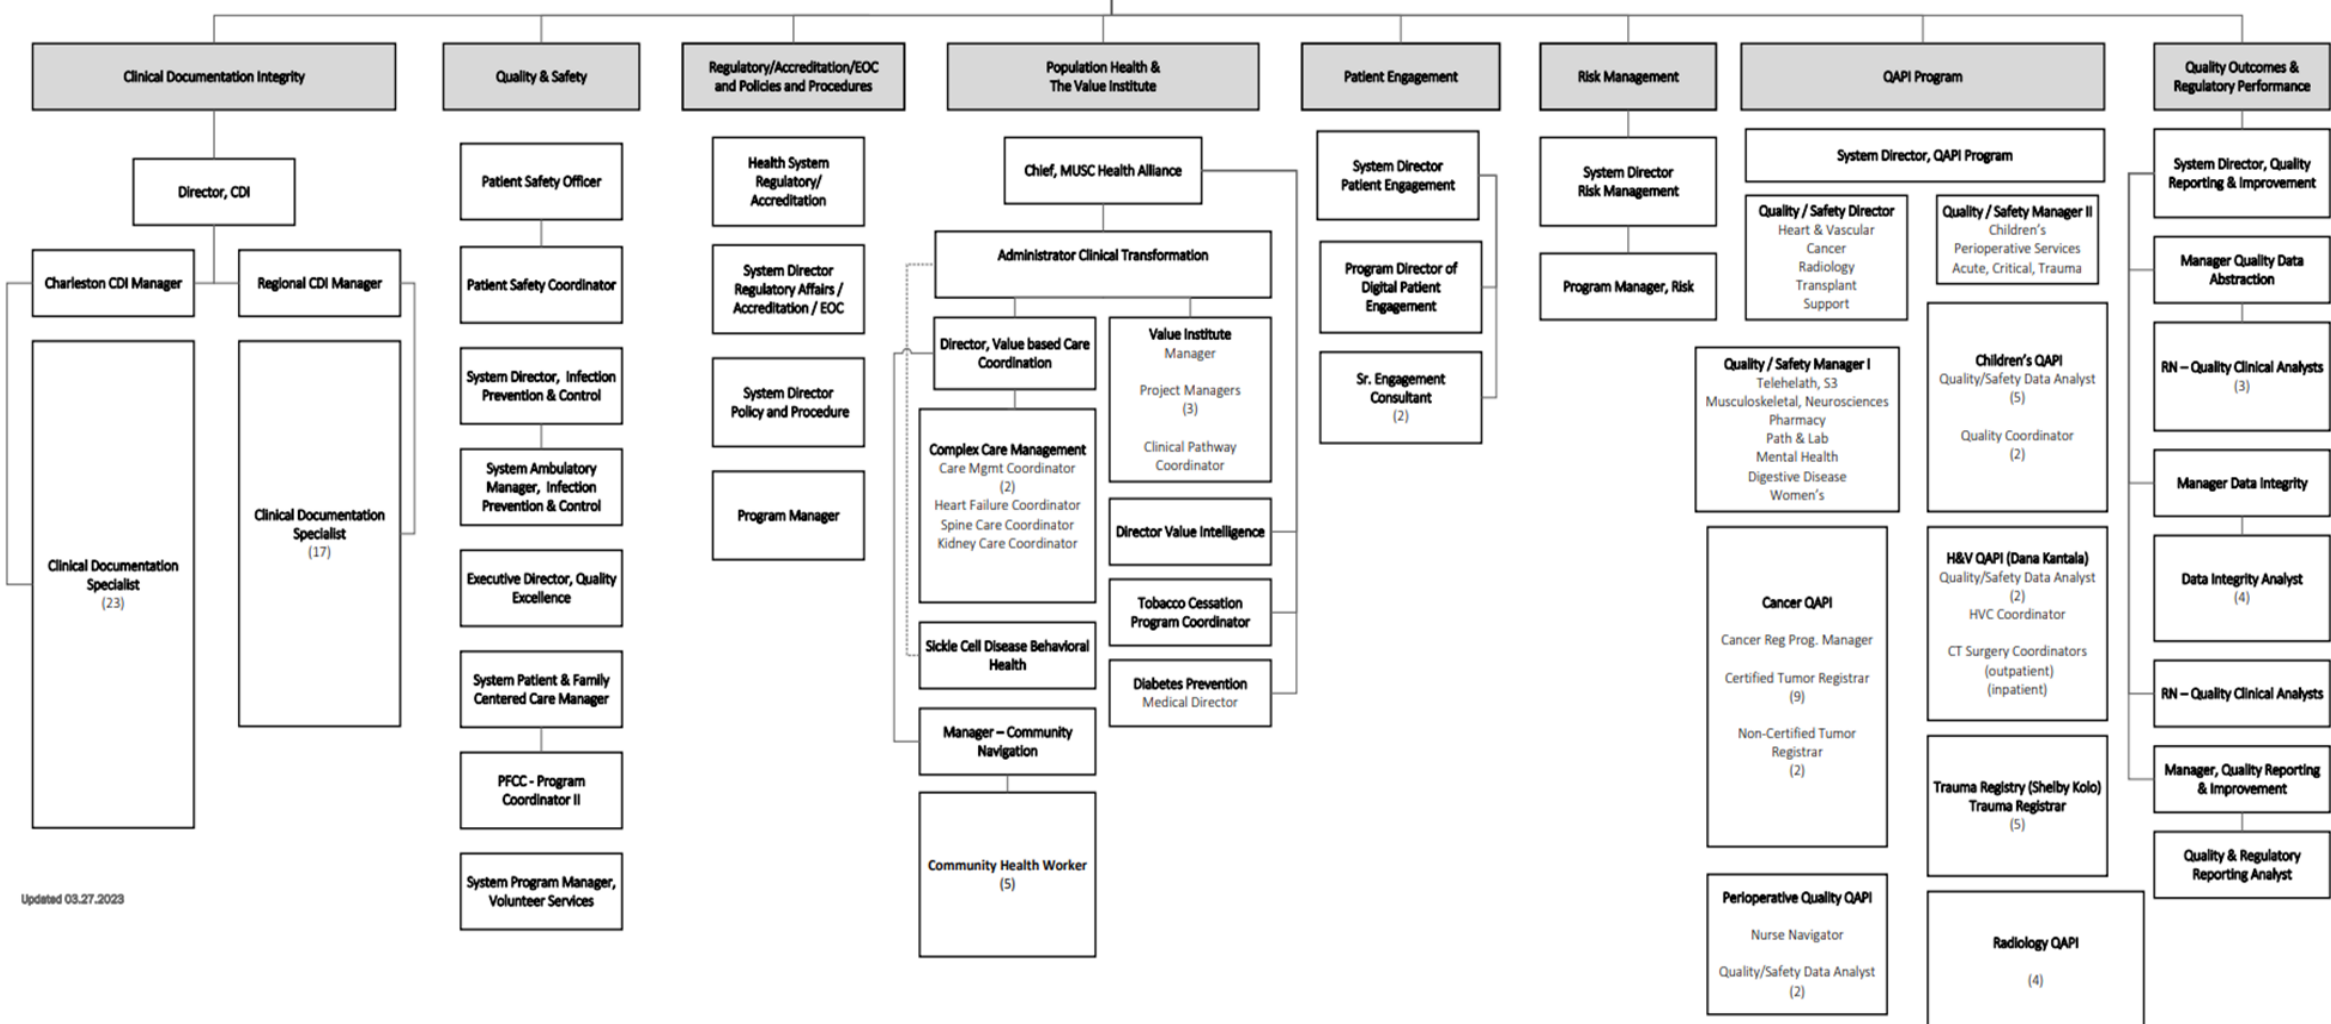 Clinical Documentation Integrity
Director, CDI
Charleston CDI Manager
Regional CDI Manager
Clinical Documentation
Specialist
(23)
Clinical Documentation
Specialist
(17)
Quality & Safety
Patient Safety Officer
Patient Safety Coordinator
System Director, Infection
Prevention & Control
System Ambulatory
Manager, Infection
Prevention & Control
Executive Director, Quality
Excellence
System Patient & Family
Centered Care Manager
PFCC - Program
Coordinator II
System Program Manager,
Volunteer Services
Regulatory/Accreditation/EOC
and Policies and Procedures
Health System
Regulatory/
Accreditation
System Director
Regulatory Affairs /
Accreditation / EOC
System Director
Policy and Procedure
Program Manager
Population Health &
The Value Institute
Chief, MUSC Health Alliance
Administrator Clinical Transformation
Director, Value based Care
Coordination
Complex Care Management
Care Mgmt Coordinator
(2)
Heart Failure Coordinator
Spine Care Coordinator
Kidney Care Coordinator
Sickle Cell Disease Behavioral
Health
Manager – Community
Navigation
Community Health Worker
(5)
Value Institute
Manager
Project Managers
(3)
Clinical Pathway
Coordinator
Director Value Intelligence
Tobacco Cessation
Program Coordinator
Diabetes Prevention
Medical Director
Patient Engagement
System Director
Patient Engagement
Program Director of
Digital Patient
Engagement
Sr. Engagement
Consultant
(2)
Risk Management
System Director
Risk Management
Program Manager, Risk
QAPI Program
System Director, QAPI Program
Quality / Safety Director
Heart & Vascular
Cancer
Radiology
Transplant
Support
Quality / Safety Manager II
Children's
Perioperative Services
Acute, Critical, Trauma
Quality / Safety Manager I
Telehelath, S3
Musculoskeletal, Neurosciences
Pharmacy
Path & Lab
Mental Health
Digestive Disease
Women's
Children's QAPI
Quality/Safety Data Analyst
(5)
Quality Coordinator
(2)
Cancer QAPI
Cancer Reg Prog. Manager
Certified Tumor Registrar
(9)
Non-Certified Tumor
Registrar
(2)
H&V QAPI (Dana Kantala)
Quality/Safety Data Analyst
(2)
HVC Coordinator
CT Surgery Coordinators
(outpatient)
(inpatient)
Trauma Registry (Shelby Kolo)
Trauma Registrar
(5)
Perioperative Quality QAPI
Nurse Navigator
Quality/Safety Data Analyst
(2)
Radiology QAPI
(4)
Quality Outcomes &
Regulatory Performance
System Director, Quality
Reporting & Improvement
Manager Quality Data
Abstraction
RN – Quality Clinical Analysts
(3)
Manager Data Integrity
Data Integrity Analyst
(4)
RN – Quality Clinical Analysts
Manager, Quality Reporting
& Improvement
Quality & Regulatory
Reporting Analyst
Updated 03.27.2023